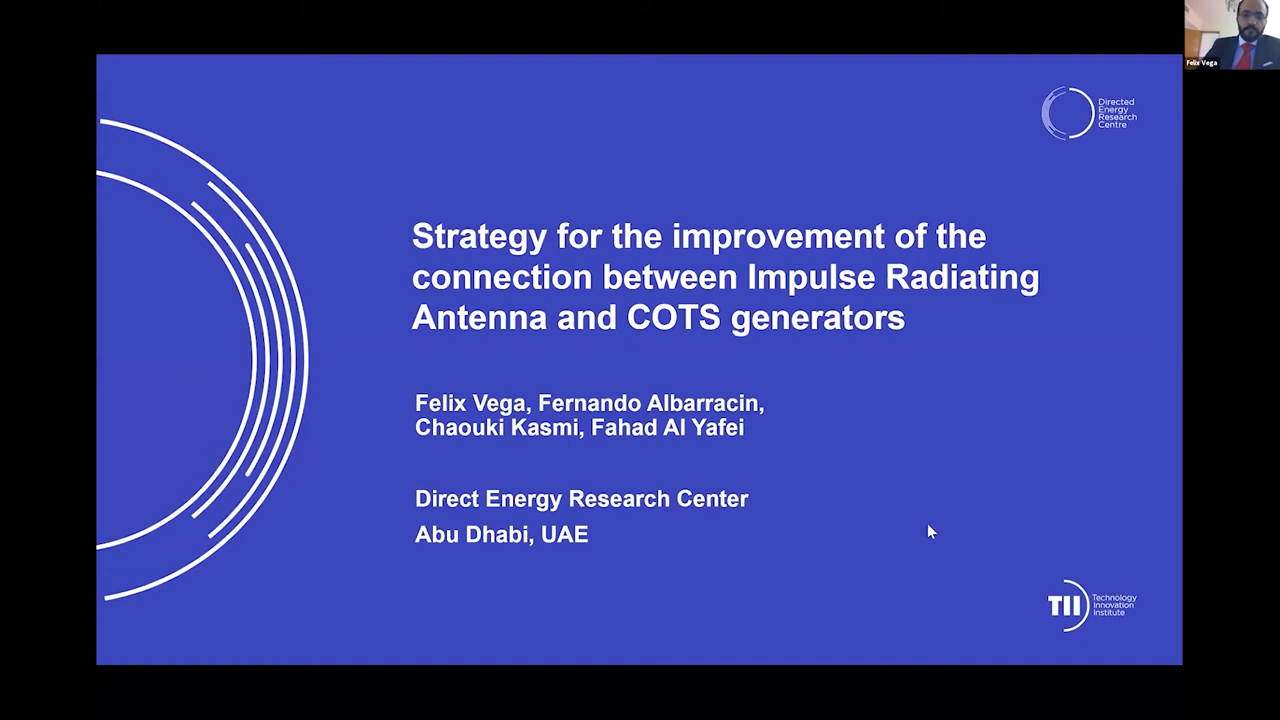 Felix Vega
Directed
Energy
Research
Centre
Strategy for the improvement of the
connection between Impulse Radiating
Antenna and COTS generators
Felix Vega, Fernando Albarracin,
Chaouki Kasmi, Fahad Al Yafei
Direct Energy Research Center
Abu Dhabi, UAE
TII
Technology
Innovation
Institute